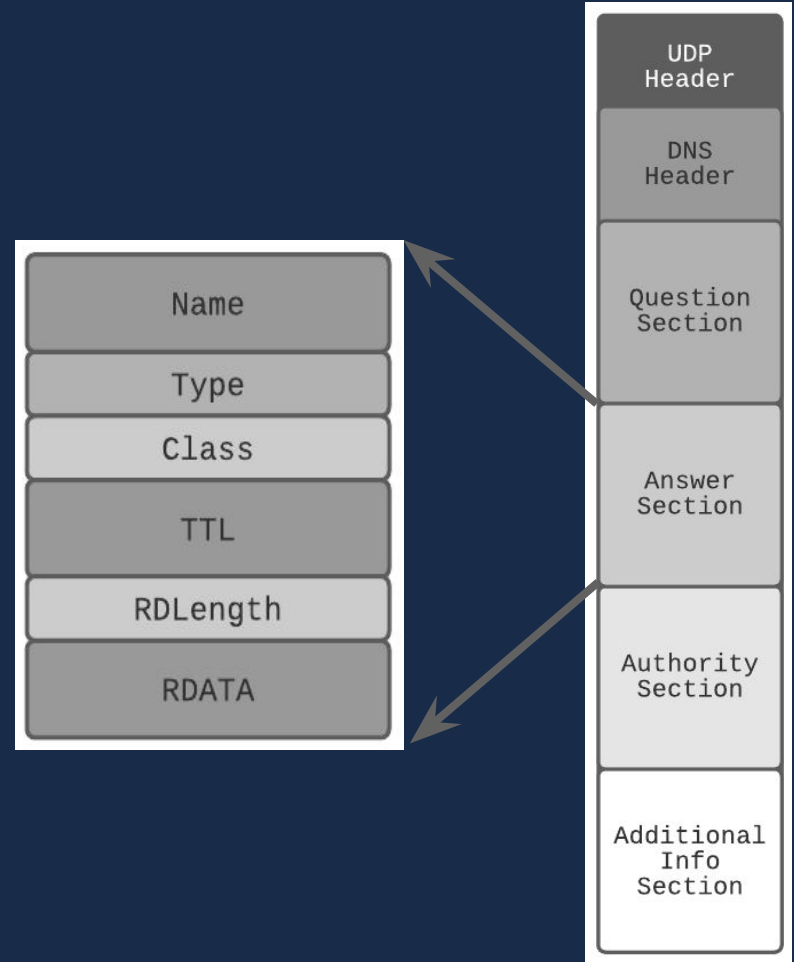 Name
Type
Class
TTL
RDLength
RDATA
UDP
Header
DNS
Header
Question
Section
Answer
Section
Authority
Section
Additional
Info
Section